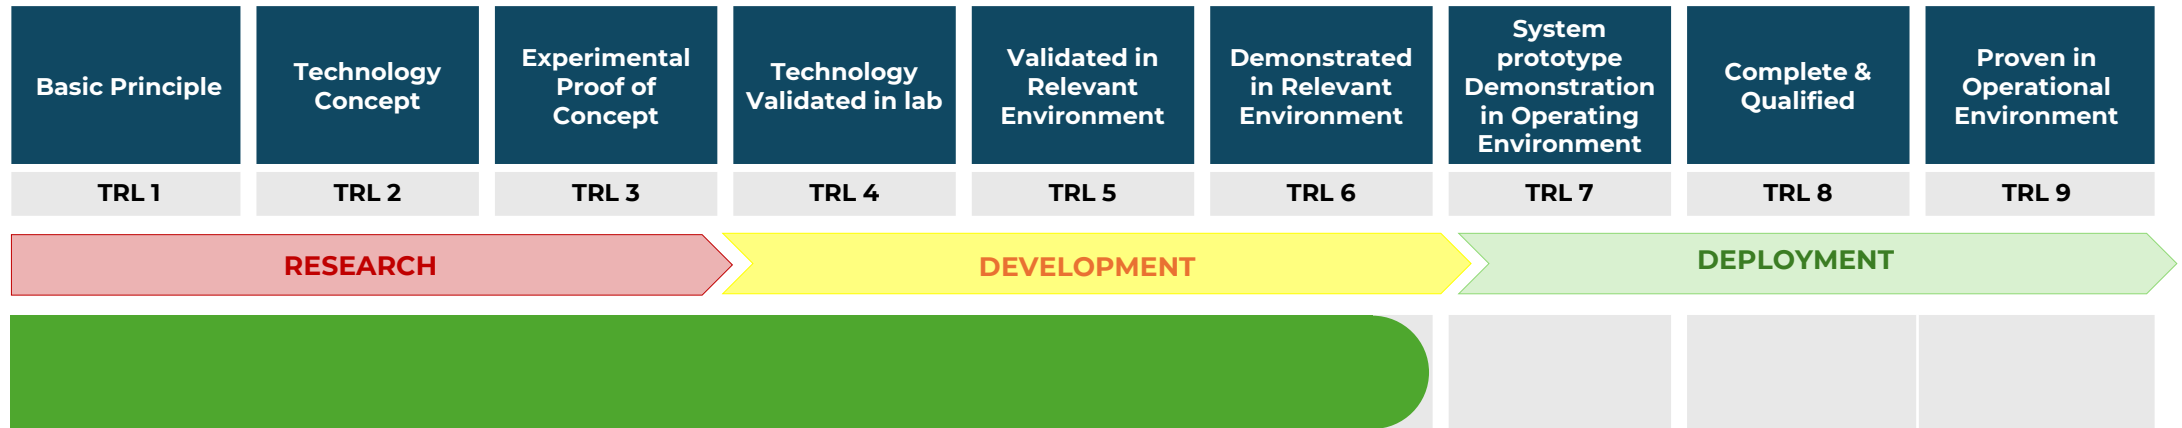 Basic Principle
Technology
Concept
Experimental
Proof of
Concept
Technology
Validated in lab
Validated in
Relevant
Environment
Demonstrated
in Relevant
Environment
System
prototype
Demonstration
in Operating
Environment
Complete &
Qualified
Proven in
Operational
Environment
TRL 1
TRL 2
TRL 3
TRL 4
TRL 5
TRL 6
TRL 7
TRL 8
TRL 9
RESEARCH
DEVELOPMENT
DEPLOYMENT